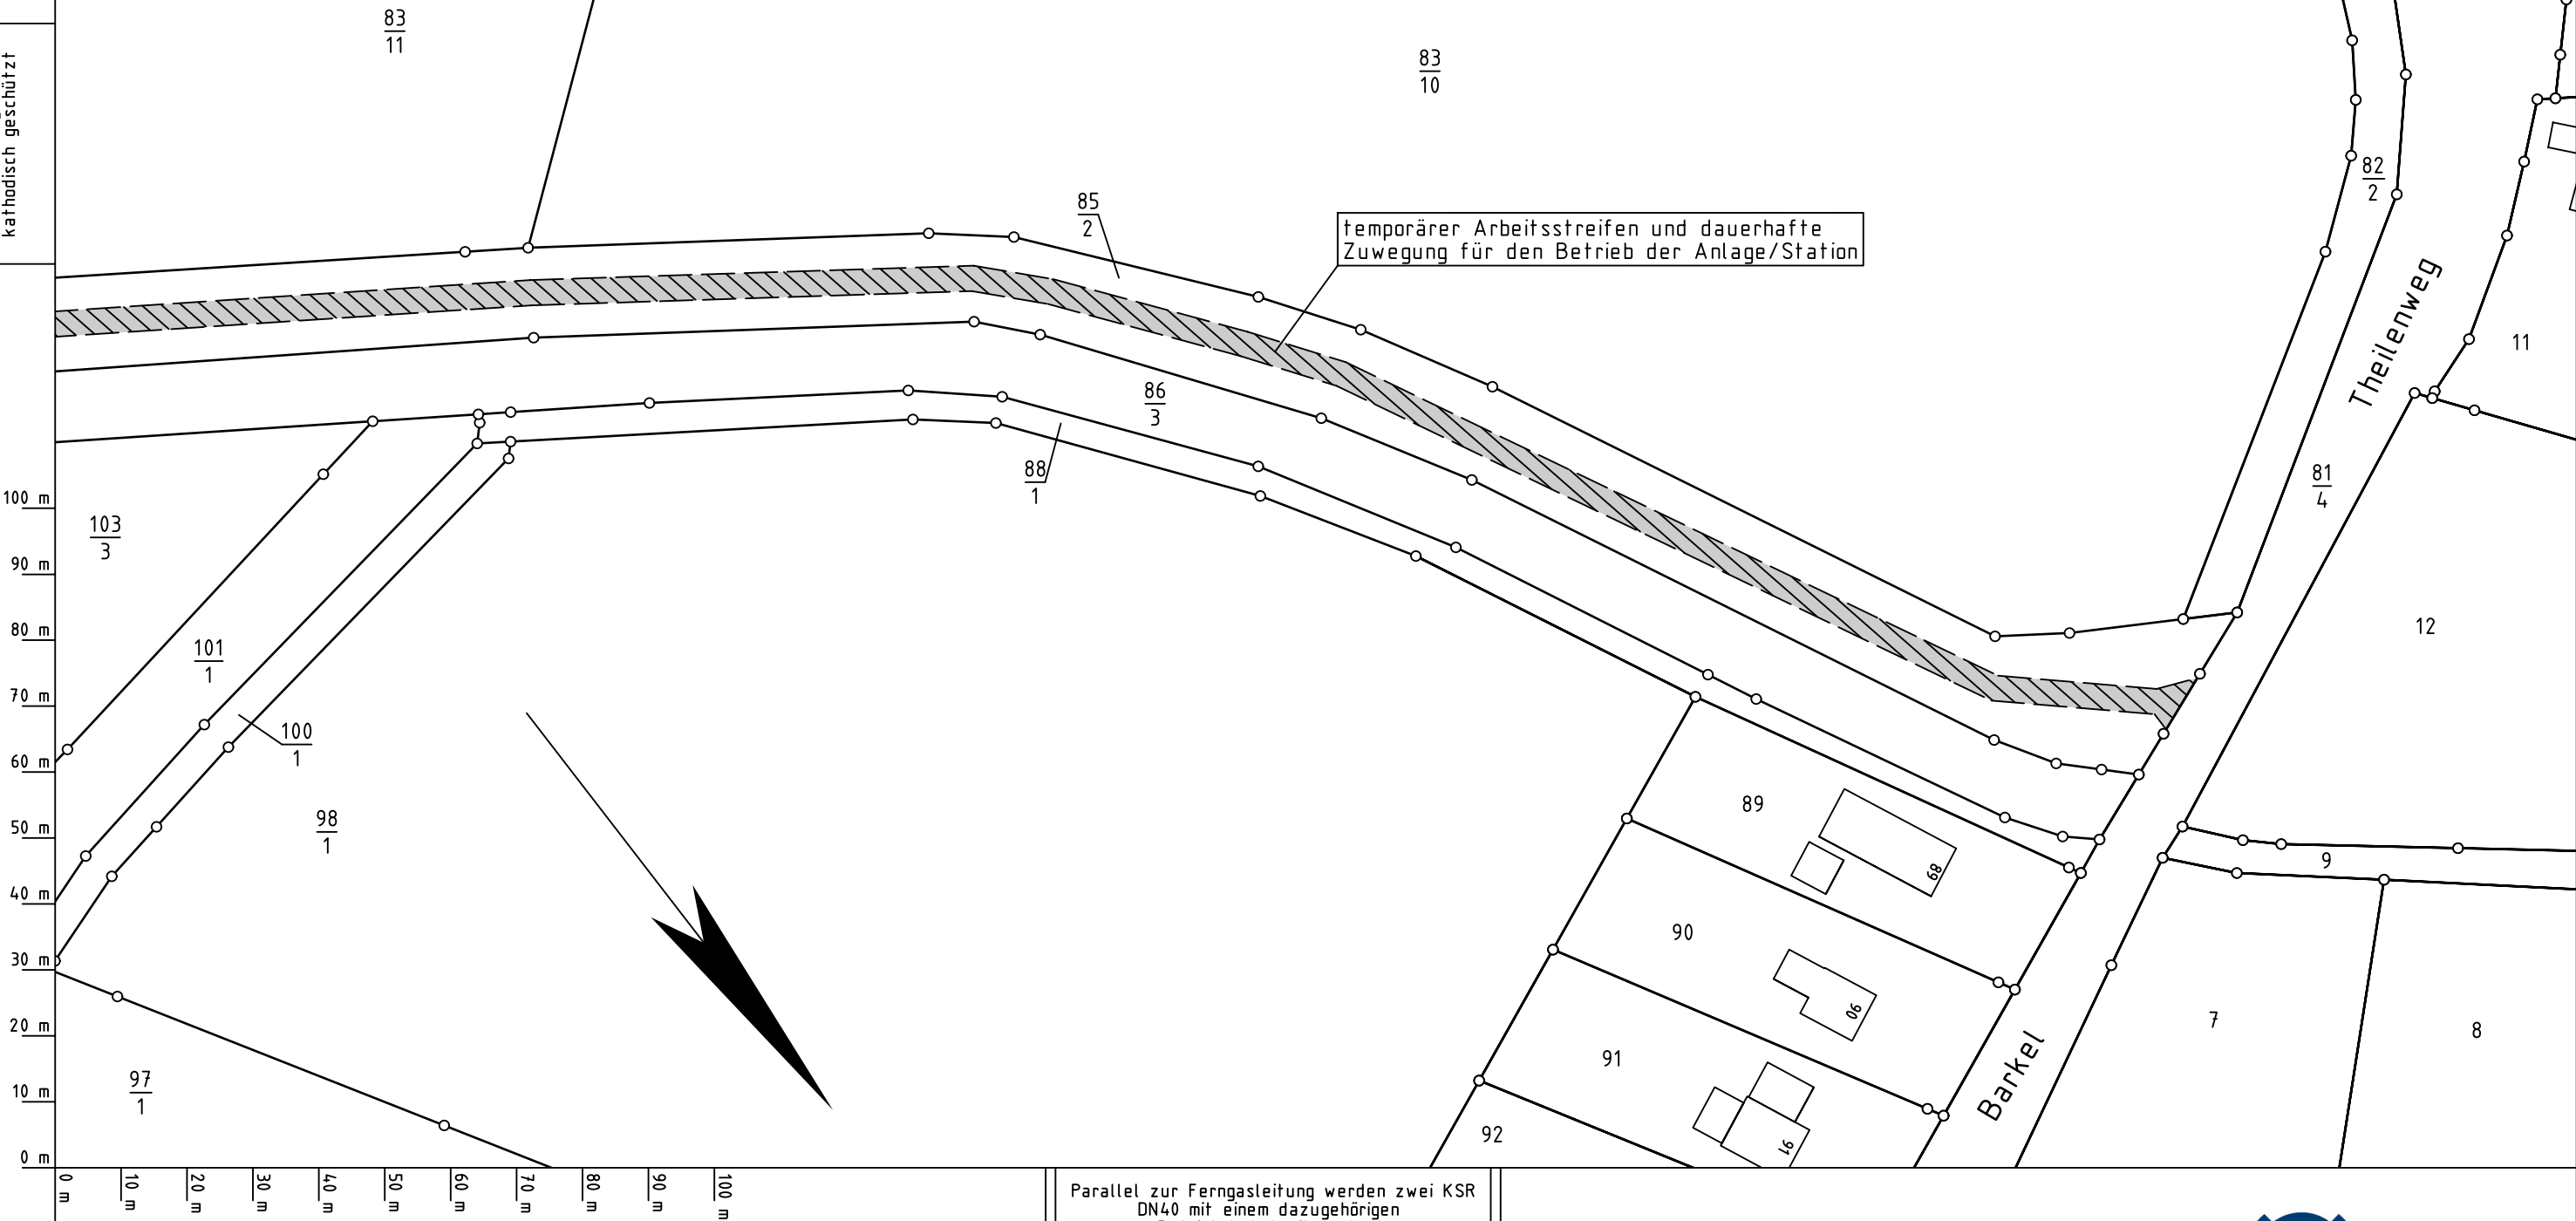 83
11
83
10
kathodisch geschützt
82
2
85
2
temporärer Arbeitsstreifen und dauerhafte
Zuwegung für den Betrieb der Anlage/Station
Theilenweg
11
86
3
88
1
81
4
100 m
103
3
90 m
80 m
12
101
1
70 m
100
1
60 m
50 m
98
1
89
68
9
40 m
90
30 m
06
20 m
7
8
91
Barkel
10 m
97
1
92
16
0 m
0 m
10 m
20 m
30 m
40 m
50 m
60 m
70 m
80 m
90 m
100 m
Parallel zur Ferngasleitung werden zwei KSR
DN40 mit einem dazugehörigen